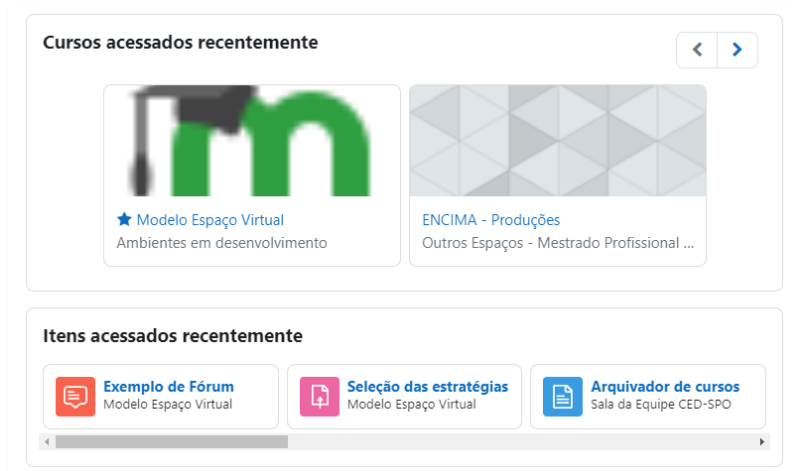 Cursos acessados recentemente
Modelo Espaço Virtual
Ambientes em desenvolvimento
ENCIMA - Produções
Outros Espaços - Mestrado Profissional ...
Itens acessados recentemente
Exemplo de Fórum
Modelo Espaço Virtual
Seleção das estratégias
Modelo Espaço Virtual
Arquivador de cursos
Sala da Equipe CED-SPO